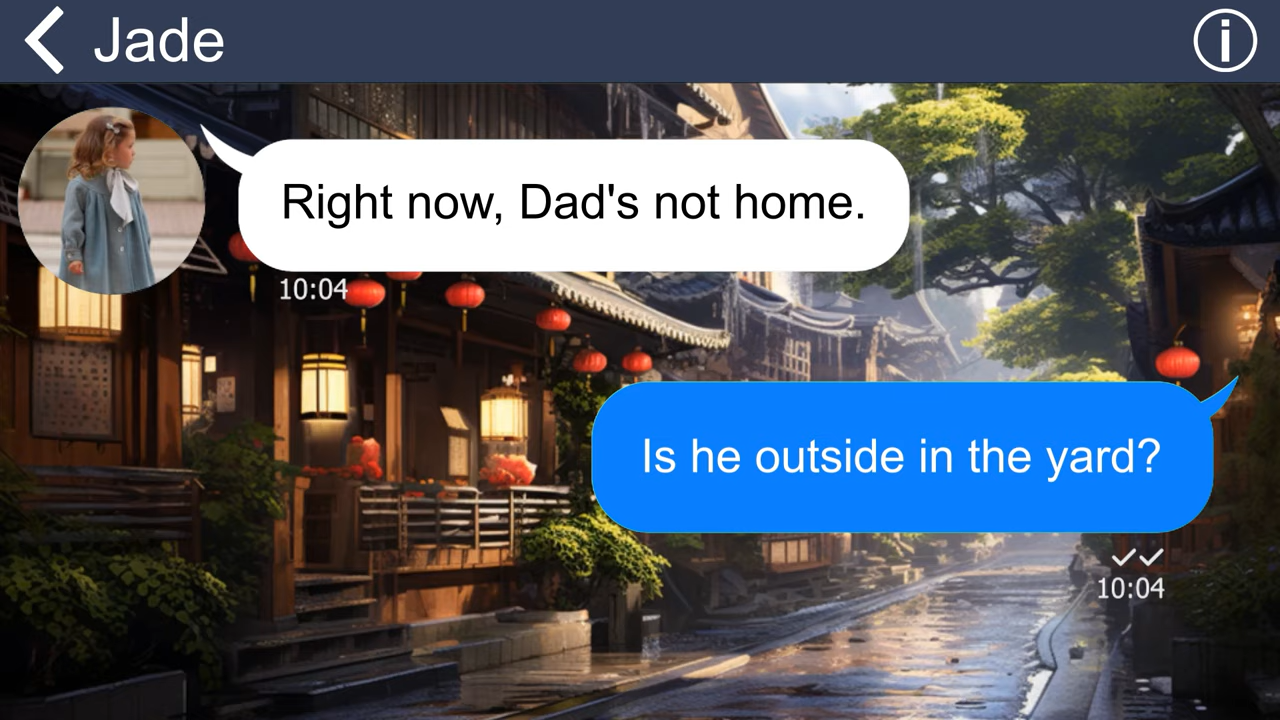 Jade
Right now, Dad's not home.
10:04
Is he outside in the yard?
10:04